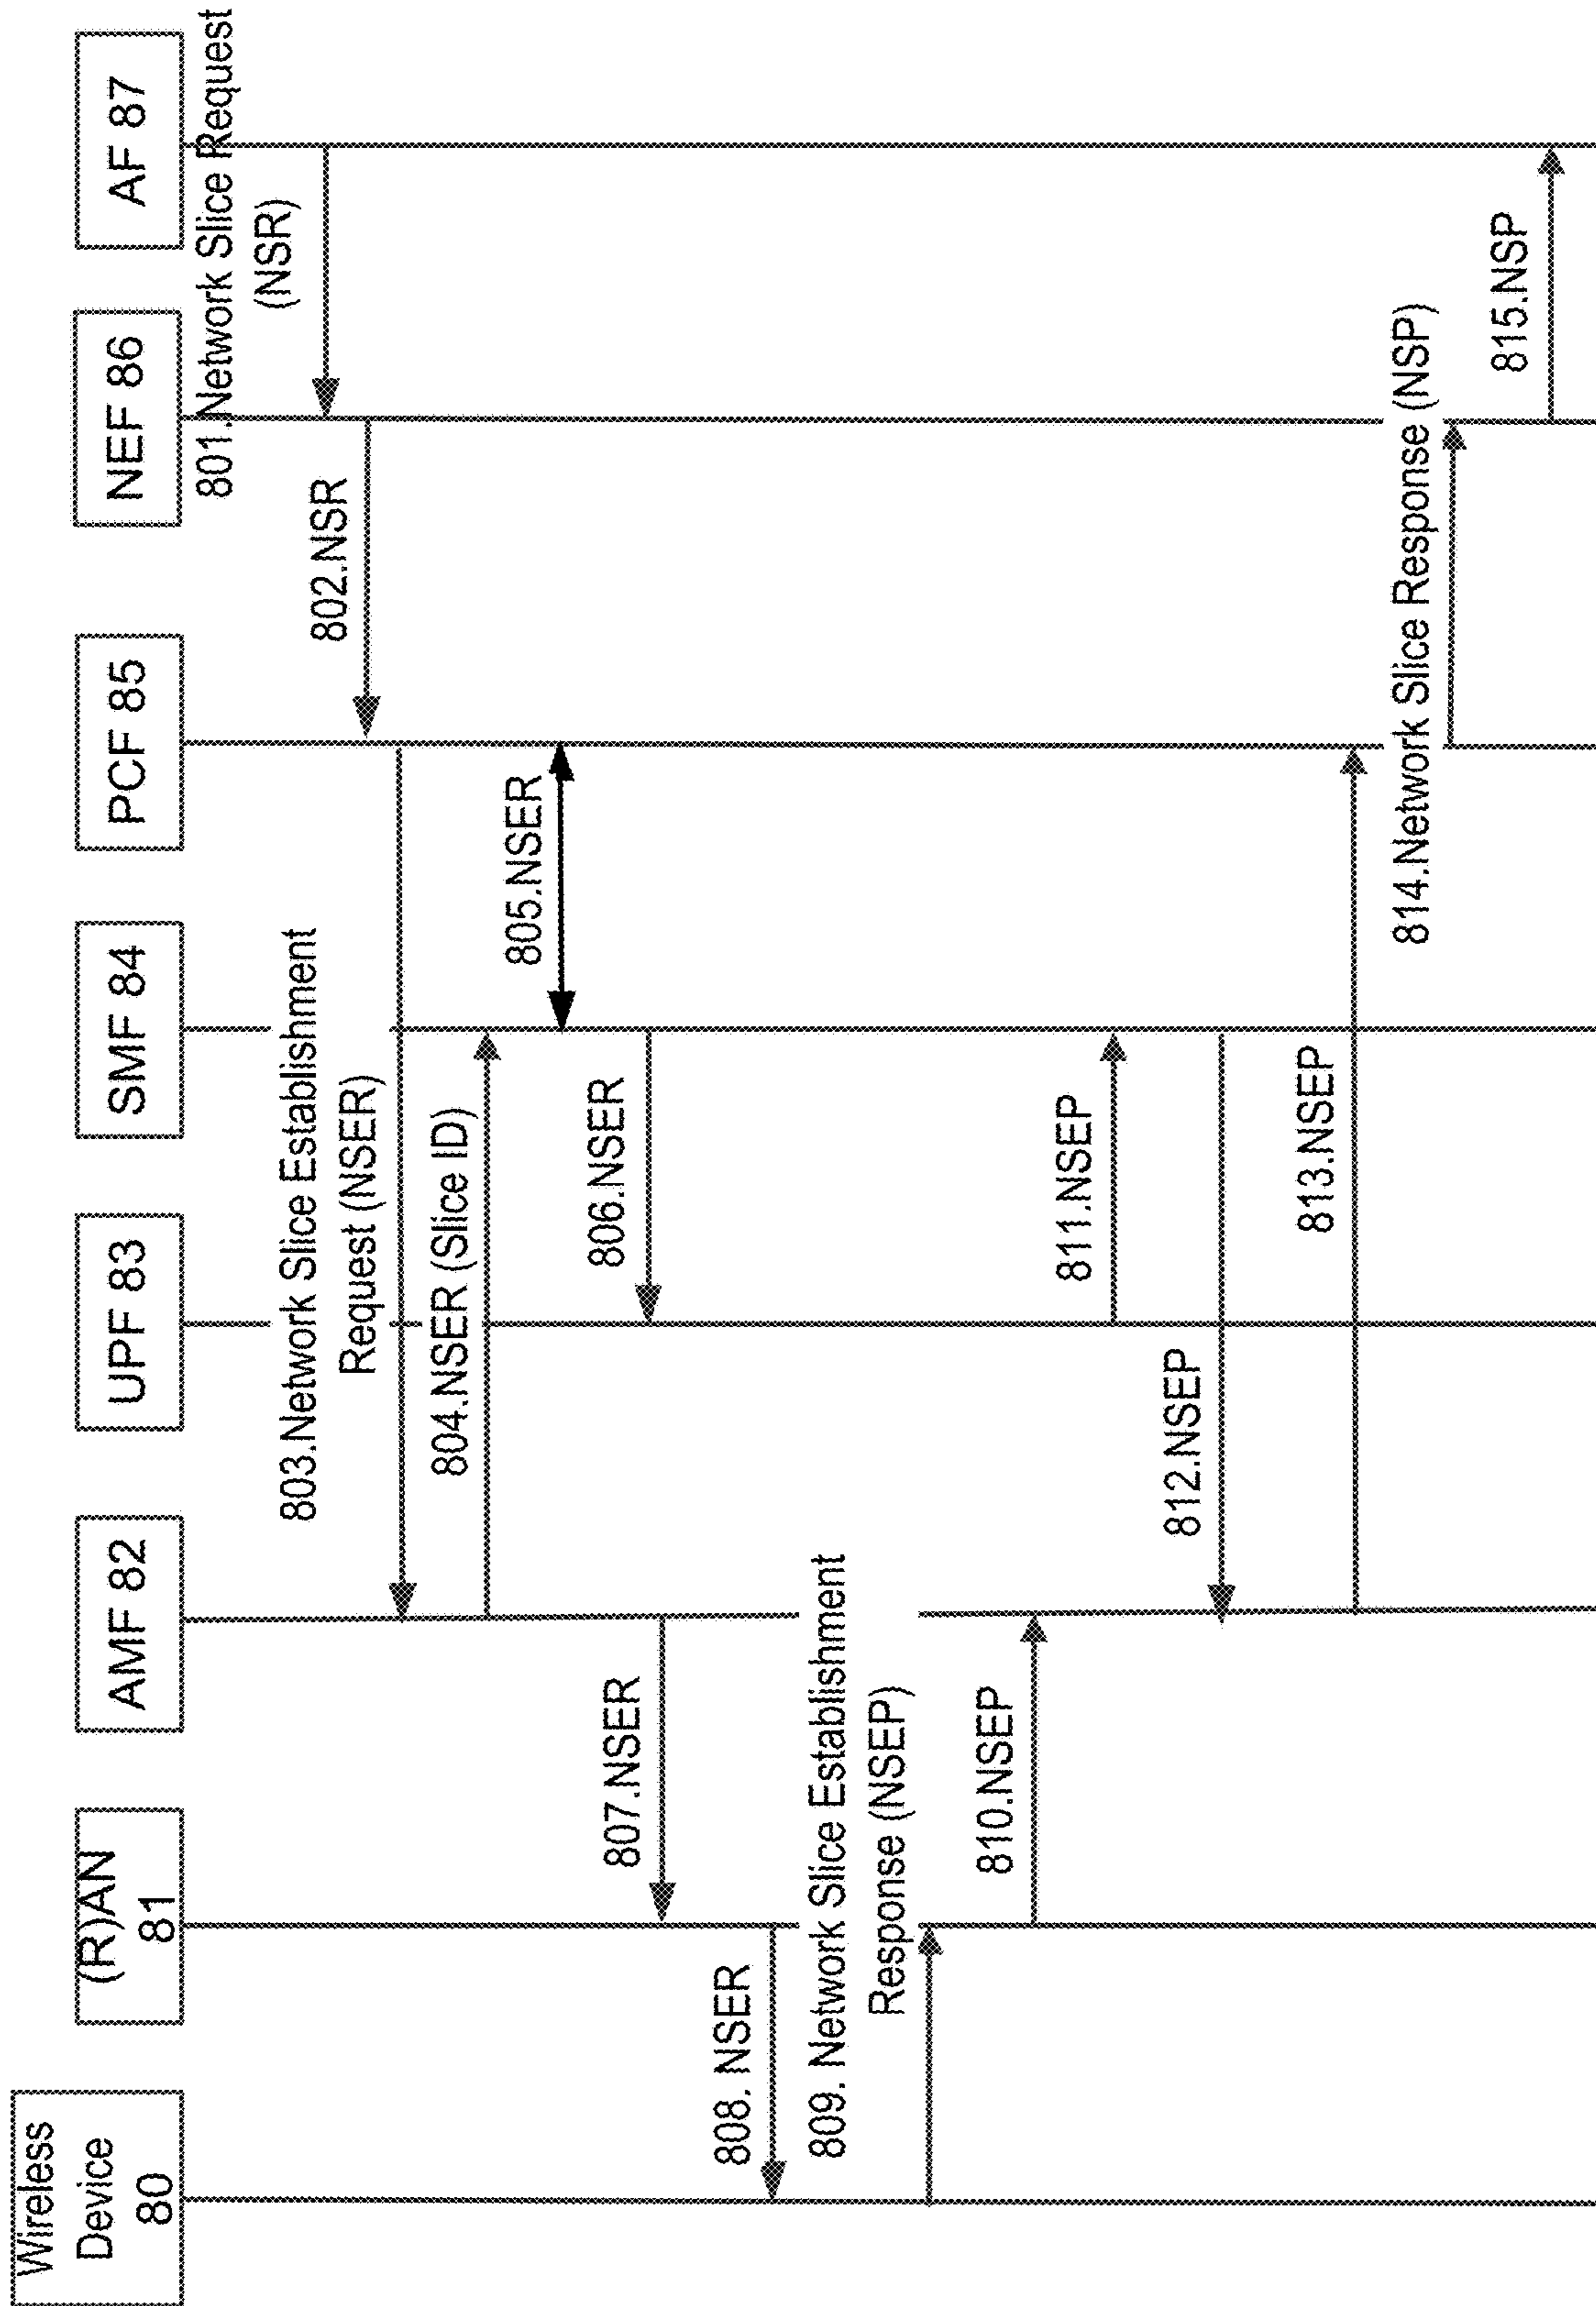 Wireless
Device
80
(R)AN
81
AMF 82
UPF 83
SMF 84
PCF 85
NEF 86
AF 87
801.Network Slice Request
(NSR)
802.NSR
803.Network Slice Establishment
Request (NSER)
804.NSER (Slice ID)
805.NSER
806.NSER
807.NSER
808. NSER
809. Network Slice Establishment
Response (NSEP)
810.NSEP
811.NSEP
812.NSEP
813.NSEP
814.Network Slice Response (NSP)
815.NSP